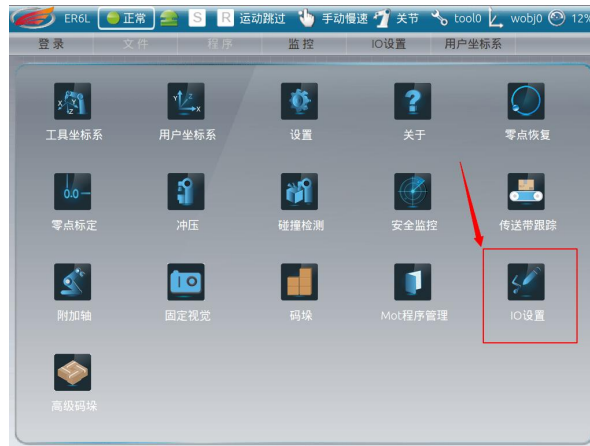 ER6L 正常 S R 运动跳过 手动慢速 关节 tool0 wobj0 12%
登录 文件 程序 监控 IO设置 用户坐标系
工具坐标系 用户坐标系 设置 关于 零点恢复
零点标定 冲压 碰撞检测 安全监控 传送带跟踪
附加轴 固定视觉 码垛 Mot程序管理 IO设置
高级码垛